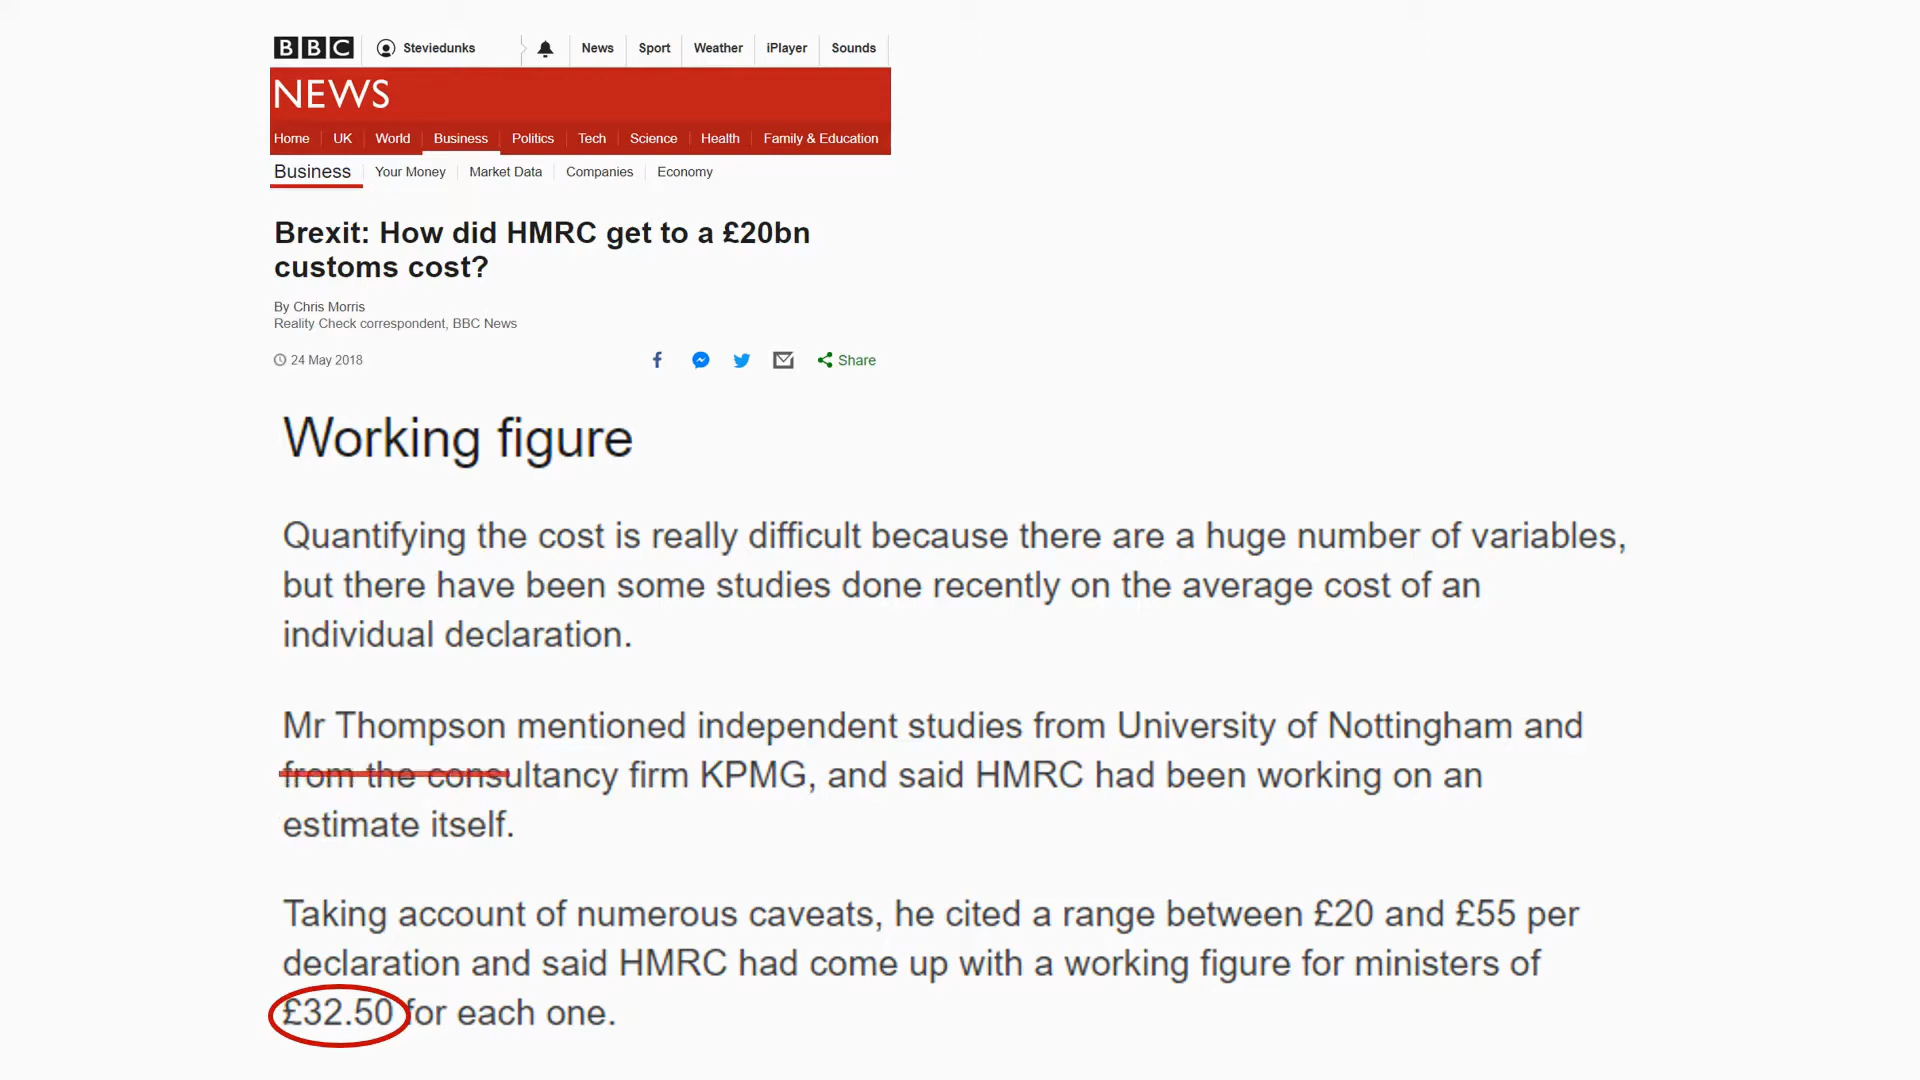 BBC Steviedunks News Sport Weather iPlayer Sounds
NEWS
Home UK World Business Politics Tech Science Health Family & Education
Business Your Money Market Data Companies Economy
Brexit: How did HMRC get to a £20bn
customs cost?
By Chris Morris
Reality Check correspondent, BBC News
24 May 2018 Share
Working figure
Quantifying the cost is really difficult because there are a huge number of variables,
but there have been some studies done recently on the average cost of an
individual declaration.
Mr Thompson mentioned independent studies from University of Nottingham and
from the consultancy firm KPMG, and said HMRC had been working on an
estimate itself.
Taking account of numerous caveats, he cited a range between £20 and £55 per
declaration and said HMRC had come up with a working figure for ministers of
£32.50 for each one.